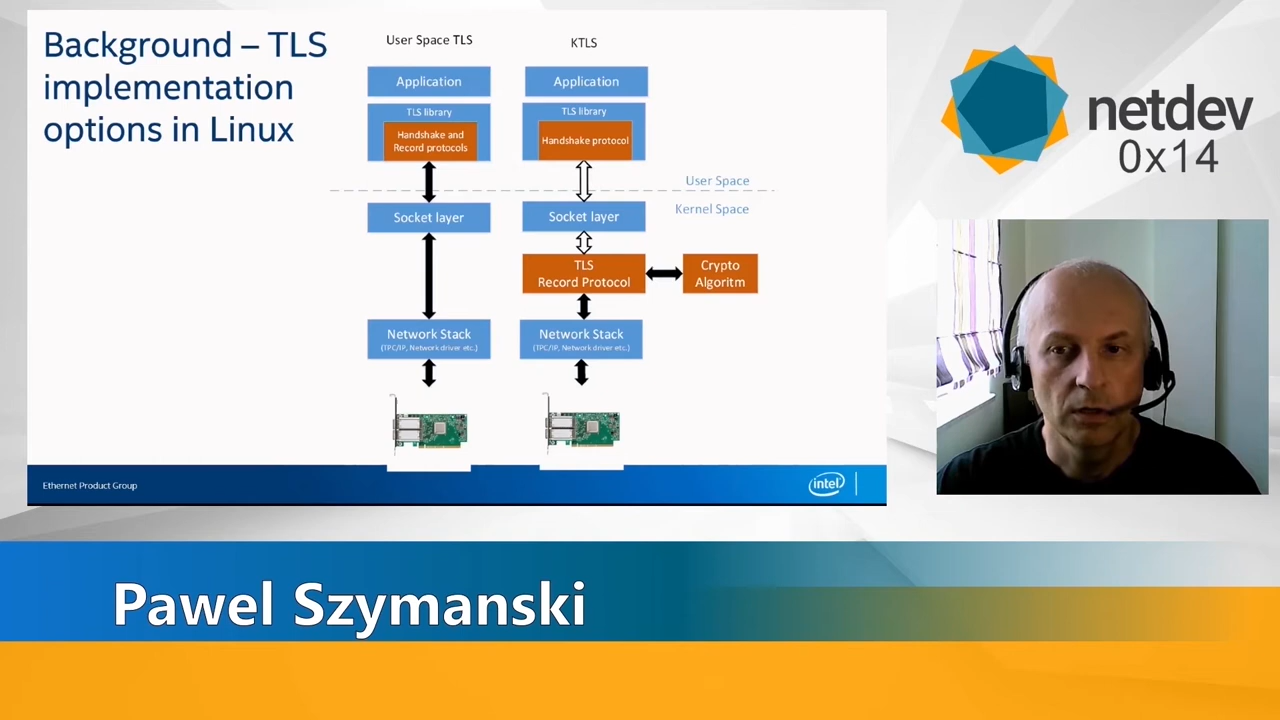 Background – TLS
implementation
options in Linux
User Space TLS
KTLS
Application
Application
TLS library
TLS library
Handshake and
Record protocols
Handshake protocol
User Space
Kernel Space
Socket layer
Socket layer
TLS
Record Protocol
Crypto
Algoritm
Network Stack
(TPC/IP, Network driver etc.)
Network Stack
(TPC/IP, Network driver etc.)
Ethernet Product Group
intel
netdev
0x14
Pawel Szymanski